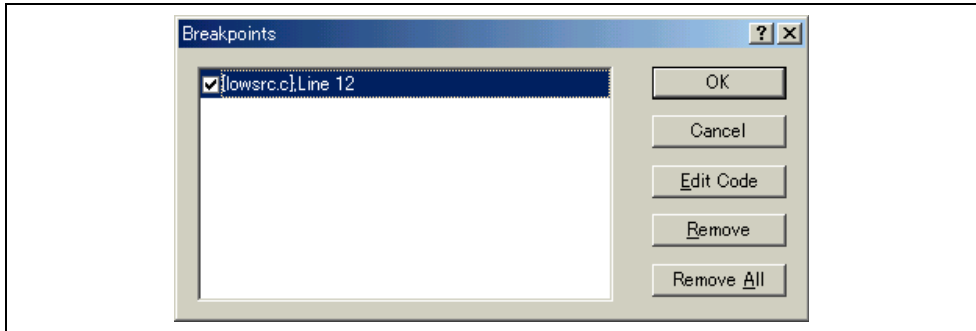 Breakpoints
{lowsrc.c},Line 12
OK
Cancel
Edit Code
Remove
Remove All